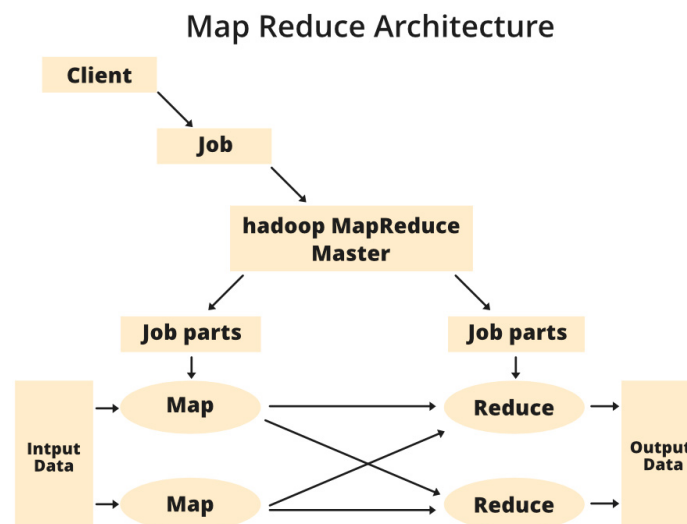 Map Reduce Architecture
Client
Job
hadoop MapReduce
Master
Job parts
Job parts
Map
Reduce
Intput
Data
Output
Data
Map
Reduce